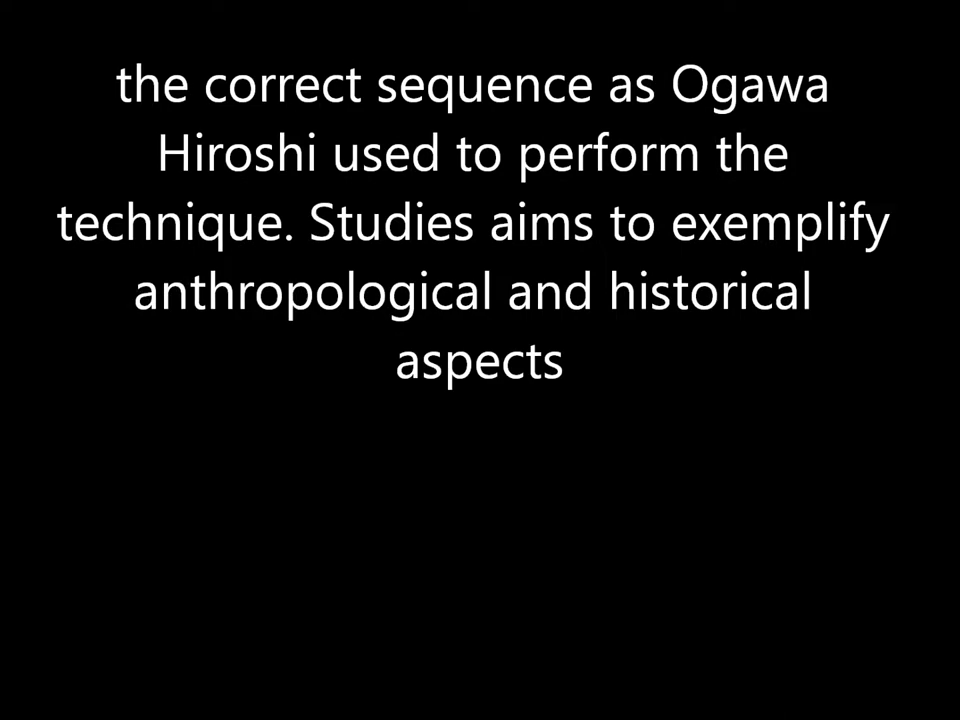 the correct sequence as Ogawa
Hiroshi used to perform the
technique. Studies aims to exemplify
anthropological and historical
aspects